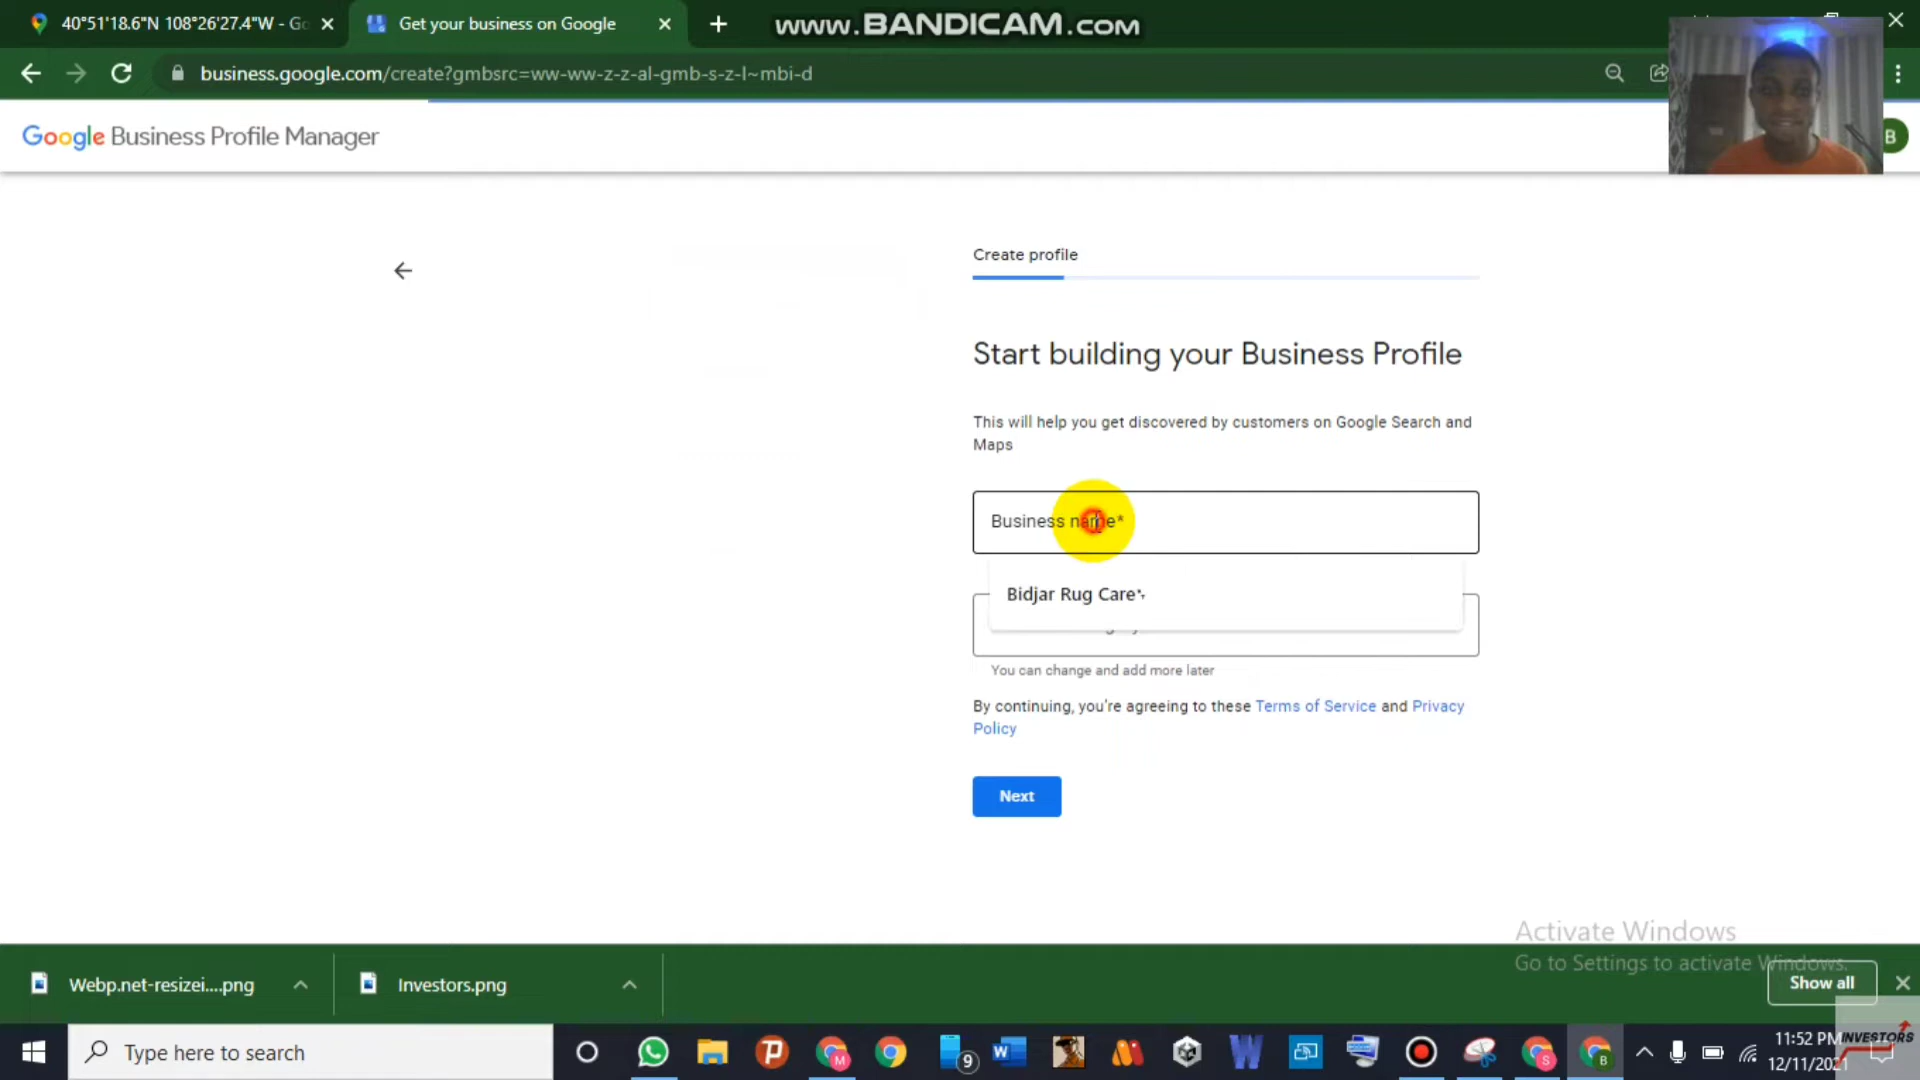 40°51'18.6"N 108°26'27.4"W - Go
Get your business on Google
www.BANDICAM.com
business.google.com/create?gmbsrc=ww-ww-z-z-al-gmb-s-z-l~mbi-d
Google Business Profile Manager
B
Create profile
Start building your Business Profile
This will help you get discovered by customers on Google Search and
Maps
Business name*
Bidjar Rug Care
You can change and add more later
By continuing, you're agreeing to these Terms of Service and Privacy
Policy
Next
Activate Windows
Go to Settings to activate Windows.
Webp.net-resizei....png
Investors.png
Show all
Type here to search
9
M
S
B
11:52 PM
INVESTORS
12/11/2021